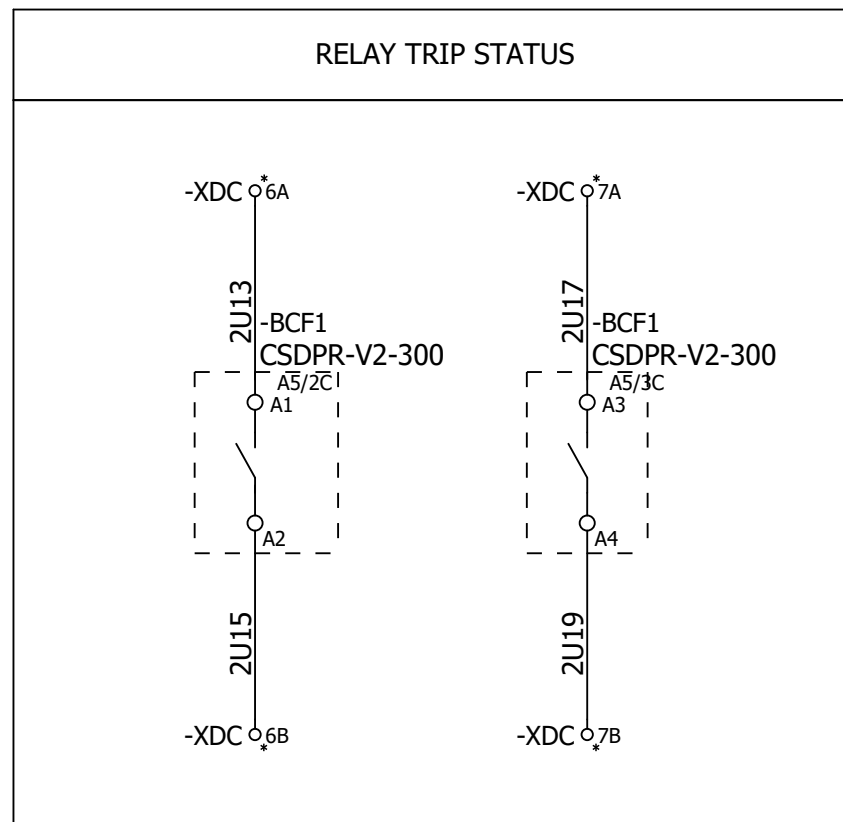 RELAY TRIP STATUS
-XDC
*
6A
-XDC
*
7A
2U13
2U17
-BCF1
CSDPR-V2-300
A5/2C
A1
-BCF1
CSDPR-V2-300
A5/3C
A3
A2
A4
2U15
2U19
-XDC
6B
*
-XDC
7B
*